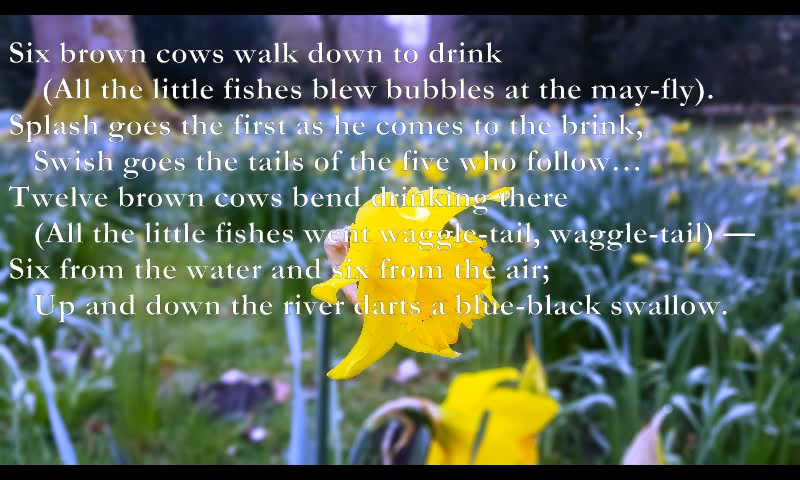 Six brown cows walk down to drink
(All the little fishes blew bubbles at the may-fly).
Splash goes the first as he comes to the brink,
Swish goes the tails of the five who follow...
Twelve brown cows bend drinking there
(All the little fishes went waggle-tail, waggle-tail) —
Six from the water and six from the air;
Up and down the river darts a blue-black swallow.